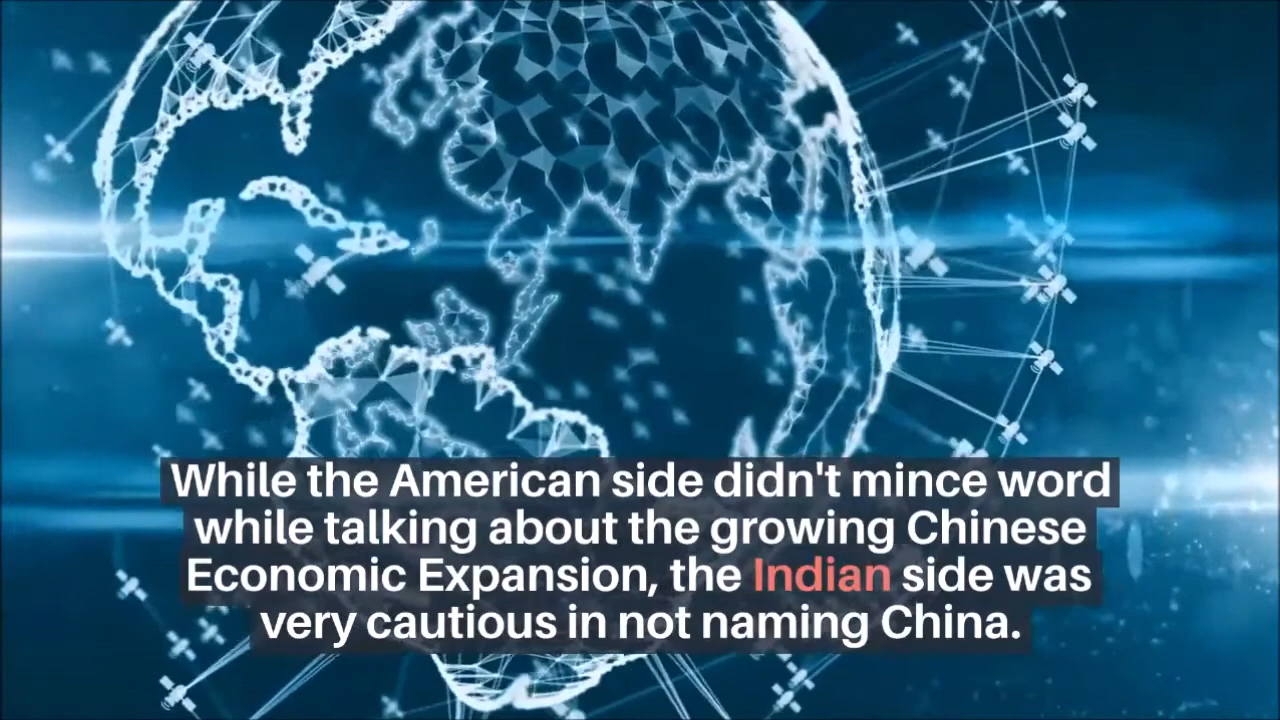 While the American side didn't mince word
while talking about the growing Chinese
Economic Expansion, the Indian side was
very cautious in not naming China.